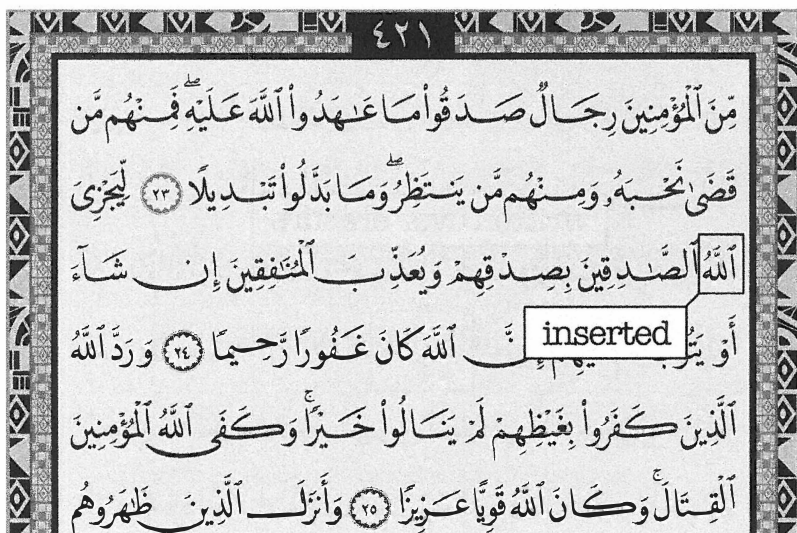 ٤٢١
مِّنَ ٱلْمُؤْمِنِينَ رِجَالٌ صَدَقُوا۟ مَا عَٰهَدُوا۟ ٱللَّهَ عَلَيْهِ ۖ فَمِنْهُم مَّن
قَضَىٰ نَحْبَهُۥ وَمِنْهُم مَّن يَنتَظِرُ ۖ وَمَا بَدَّلُوا۟ تَبْدِيلًا ٢٣ لِّيَجْزِىَ
ٱللَّهُ ٱلصَّٰدِقِينَ بِصِدْقِهِمْ وَيُعَذِّبَ ٱلْمُنَٰفِقِينَ إِن شَآءَ
inserted
أَوْ ٱللَّهَ كَانَ غَفُورًا رَّحِيمًا ٢٤ وَرَدَّ ٱللَّهُ
ٱلَّذِينَ كَفَرُوا۟ بِغَيْظِهِمْ لَمْ يَنَالُوا۟ خَيْرًا ۚ وَكَفَى ٱللَّهُ ٱلْمُؤْمِنِينَ
ٱلْقِتَالَ ۚ وَكَانَ ٱللَّهُ قَوِيًّا عَزِيزًا ٢٥ وَأَنزَلَ ٱلَّذِينَ ظَٰهَرُوهُم